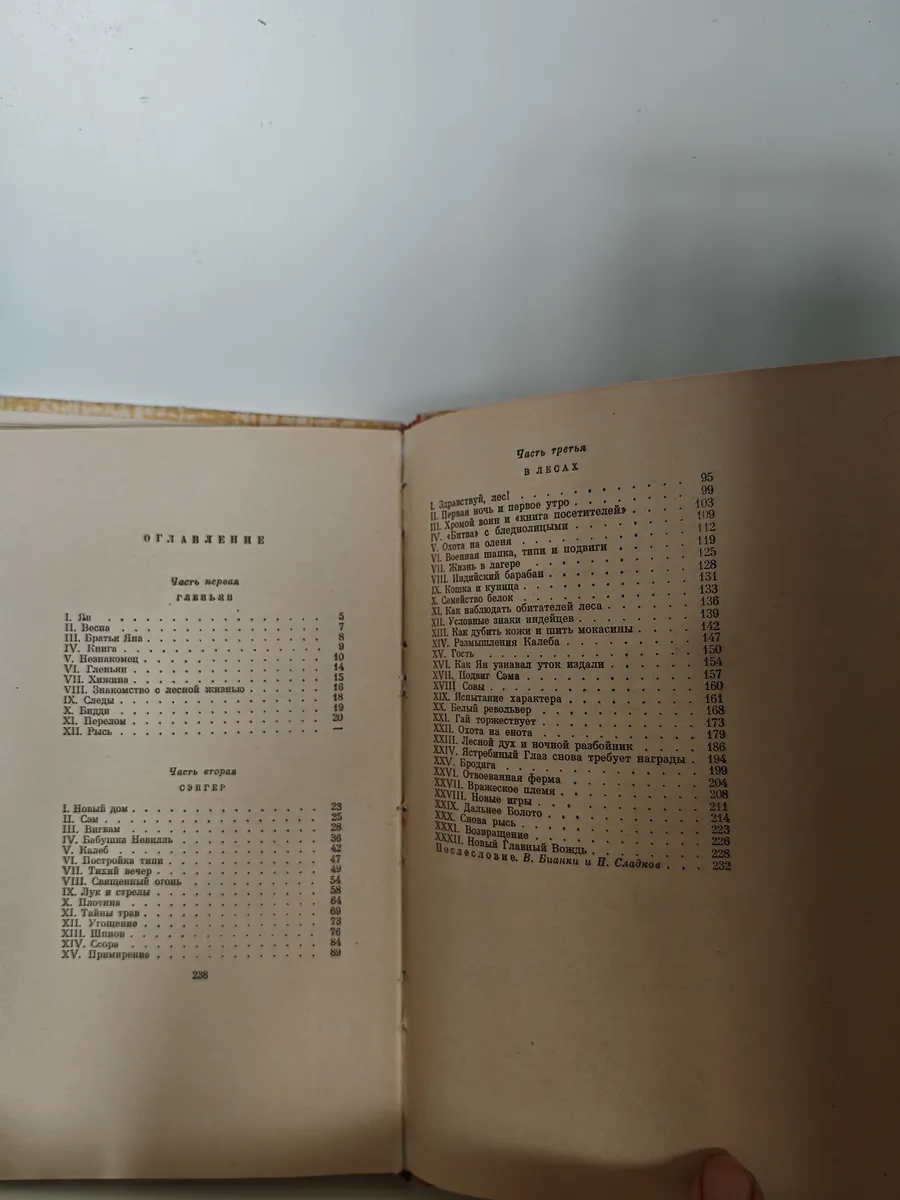 ОГЛАВЛЕНИЕ
Часть первая
ГЛЕНЬЯН
I. Ян . . . . . . . . . . . . . . . . 5
II. Весна . . . . . . . . . . . . . . 7
III. Братья Яна . . . . . . . . . . . 8
IV. Книга . . . . . . . . . . . . . . 9
V. Незнакомец . . . . . . . . . . . . 10
VI. Гленьян . . . . . . . . . . . . . 14
VII. Хижина . . . . . . . . . . . . . 15
VIII. Знакомство с лесной жизнью . . . . . . 16
IX. Следы . . . . . . . . . . . . . . 18
X. Бидди . . . . . . . . . . . . . . 19
XI. Перелом . . . . . . . . . . . . . 20
XII. Рысь . . . . . . . . . . . . . . —
Часть вторая
СЭНГЕР
I. Новый дом . . . . . . . . . . . . . 23
II. Сам . . . . . . . . . . . . . . . 25
III. Вигвам . . . . . . . . . . . . . 28
IV. Бабушка Невилль . . . . . . . . . 36
V. Калеб . . . . . . . . . . . . . . 42
VI. Постройка типи . . . . . . . . . . 47
VII. Тихий вечер . . . . . . . . . . . 49
VIII. Священный огонь . . . . . . . . . 54
IX. Лук и стрелы . . . . . . . . . . . 58
X. Плотина . . . . . . . . . . . . . 64
XI. Тайны трав . . . . . . . . . . . . 69
XII. Угощение . . . . . . . . . . . . 73
XIII. Шпион . . . . . . . . . . . . . 76
XIV. Ссора . . . . . . . . . . . . . . 84
XV. Примирение . . . . . . . . . . . . 89
238
Часть третья
В ЛЕСАХ
I. Здравствуй, лес! . . . . . . . . . . 95
II. Первая ночь и первое утро . . . . . . 99
III. Хромой воин и «книга посетителей» . . . 103
IV. «Битва» с бледнолицыми . . . . . . . 109
V. Охота на оленя . . . . . . . . . . . 112
VI. Военная шапка, типи и подвиги . . . . . 119
VII. Жизнь в лагере . . . . . . . . . . 125
VIII. Индийский барабан . . . . . . . . . 128
IX. Кошка и куница . . . . . . . . . . 131
X. Семейство белок . . . . . . . . . . 133
XI. Как наблюдать обитателей леса . . . . . 136
XII. Условные знаки индейцев . . . . . . . 139
XIII. Как дубить кожи и шить мокасины . . . . 142
XIV. Размышления Калеба . . . . . . . . 147
XV. Гость . . . . . . . . . . . . . . 150
XVI. Как Ян узнавал уток издали . . . . . . 154
XVII. Подвиг Сэма . . . . . . . . . . . 157
XVIII Совы . . . . . . . . . . . . . . 160
XIX. Испытание характера . . . . . . . . 161
XX. Белый револьвер . . . . . . . . . . 168
XXI. Гай торжествует . . . . . . . . . . 173
XXII. Охота на енота . . . . . . . . . . 179
XXIII. Лесной дух и ночной разбойник . . . . 186
XXIV. Ястребиный Глаз снова требует награды . 194
XXV. Бродяга . . . . . . . . . . . . . 199
XXVI. Отвоеванная ферма . . . . . . . . . 204
XXVII. Вражеское племя . . . . . . . . . 208
XXVIII. Новые игры . . . . . . . . . . . 211
XXIX. Дальнее Болото . . . . . . . . . . 214
XXX. Снова рысь . . . . . . . . . . . . 223
XXXI. Возвращение . . . . . . . . . . . 226
XXXII. Новый Главный Вождь . . . . . . . . 228
Послесловие. В. Бианки и Н. Сладков . . . 232